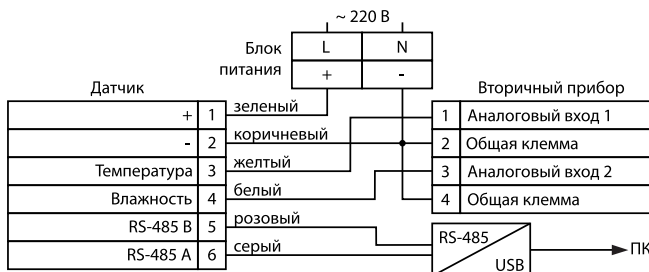 ~ 220 В
Блок питания
L N
+ -
Датчик
Вторичный прибор
+ 1 зеленый
- 2 коричневый
Температура 3 желтый
Влажность 4 белый
RS-485 B 5 розовый
RS-485 A 6 серый
1 Аналоговый вход 1
2 Общая клемма
3 Аналоговый вход 2
4 Общая клемма
RS-485
USB
ПК